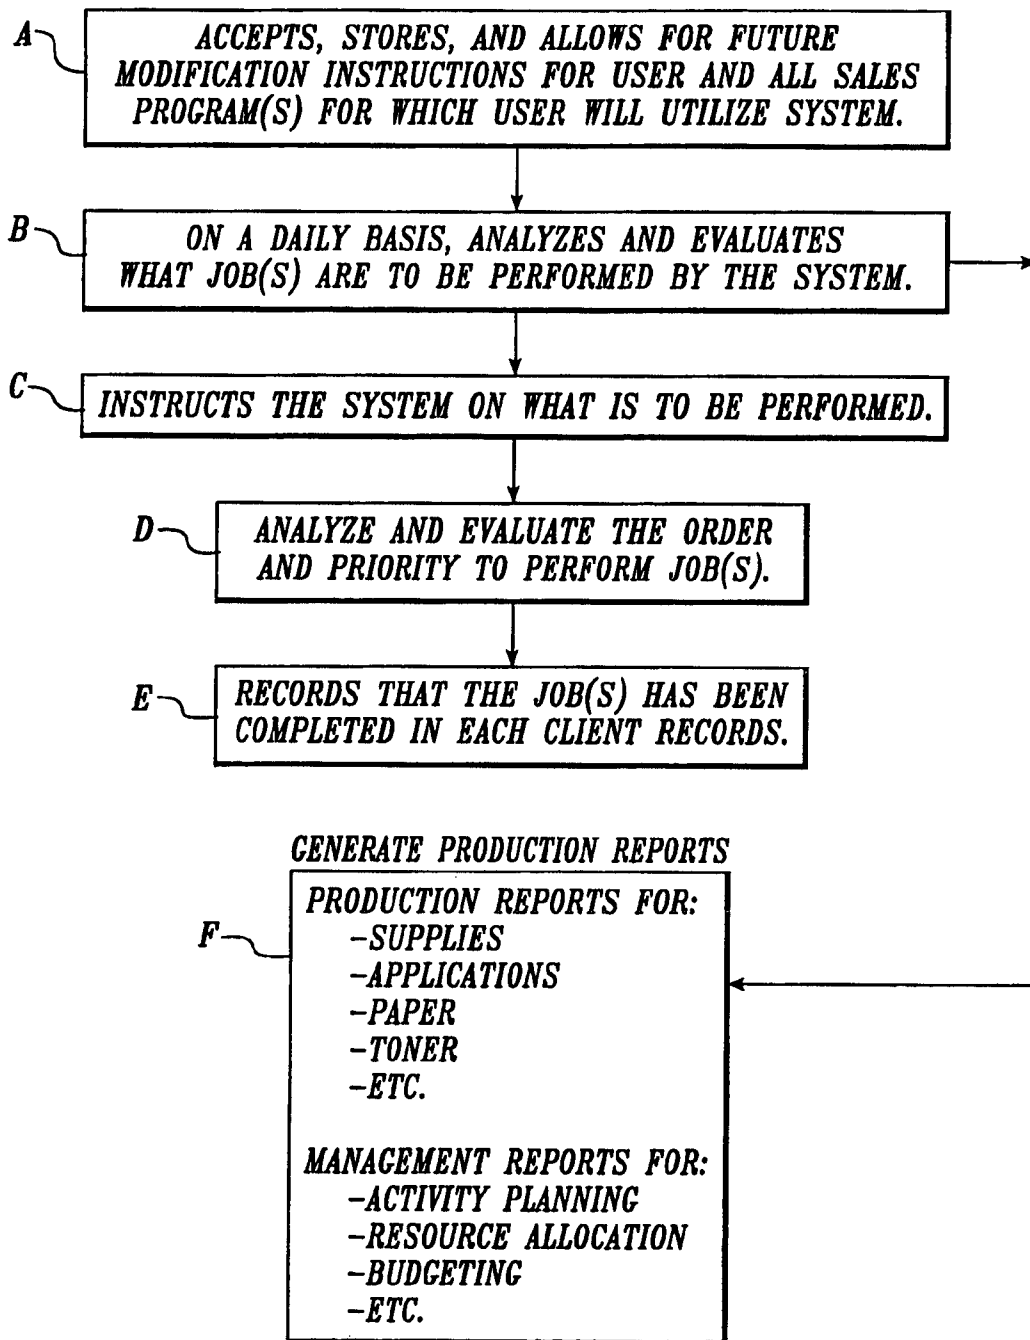 A
ACCEPTS, STORES, AND ALLOWS FOR FUTURE
MODIFICATION INSTRUCTIONS FOR USER AND ALL SALES
PROGRAM(S) FOR WHICH USER WILL UTILIZE SYSTEM.
B
ON A DAILY BASIS, ANALYZES AND EVALUATES
WHAT JOB(S) ARE TO BE PERFORMED BY THE SYSTEM.
C
INSTRUCTS THE SYSTEM ON WHAT IS TO BE PERFORMED.
D
ANALYZE AND EVALUATE THE ORDER
AND PRIORITY TO PERFORM JOB(S).
E
RECORDS THAT THE JOB(S) HAS BEEN
COMPLETED IN EACH CLIENT RECORDS.
GENERATE PRODUCTION REPORTS
F
PRODUCTION REPORTS FOR:
-SUPPLIES
-APPLICATIONS
-PAPER
-TONER
-ETC.
MANAGEMENT REPORTS FOR:
-ACTIVITY PLANNING
-RESOURCE ALLOCATION
-BUDGETING
-ETC.